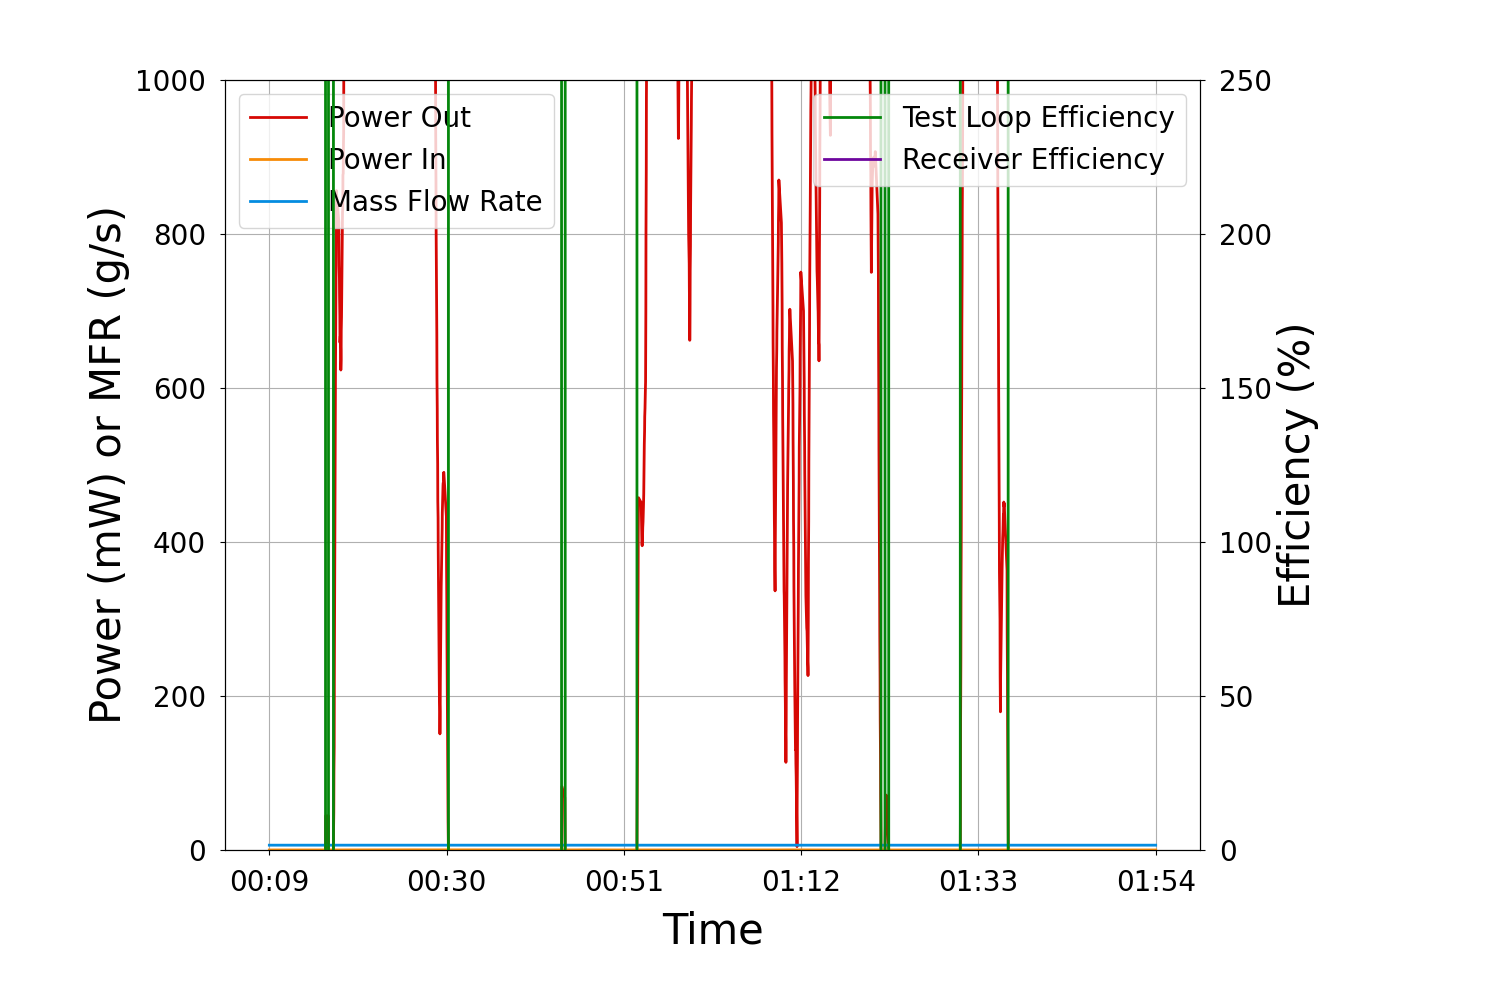 1000
800
600
400
200
0
Power (mW) or MFR (g/s)
Power Out
Power In
Mass Flow Rate
Test Loop Efficiency
Receiver Efficiency
250
200
150
100
50
0
Efficiency (%)
00:09 00:30 00:51 01:12 01:33 01:54
Time